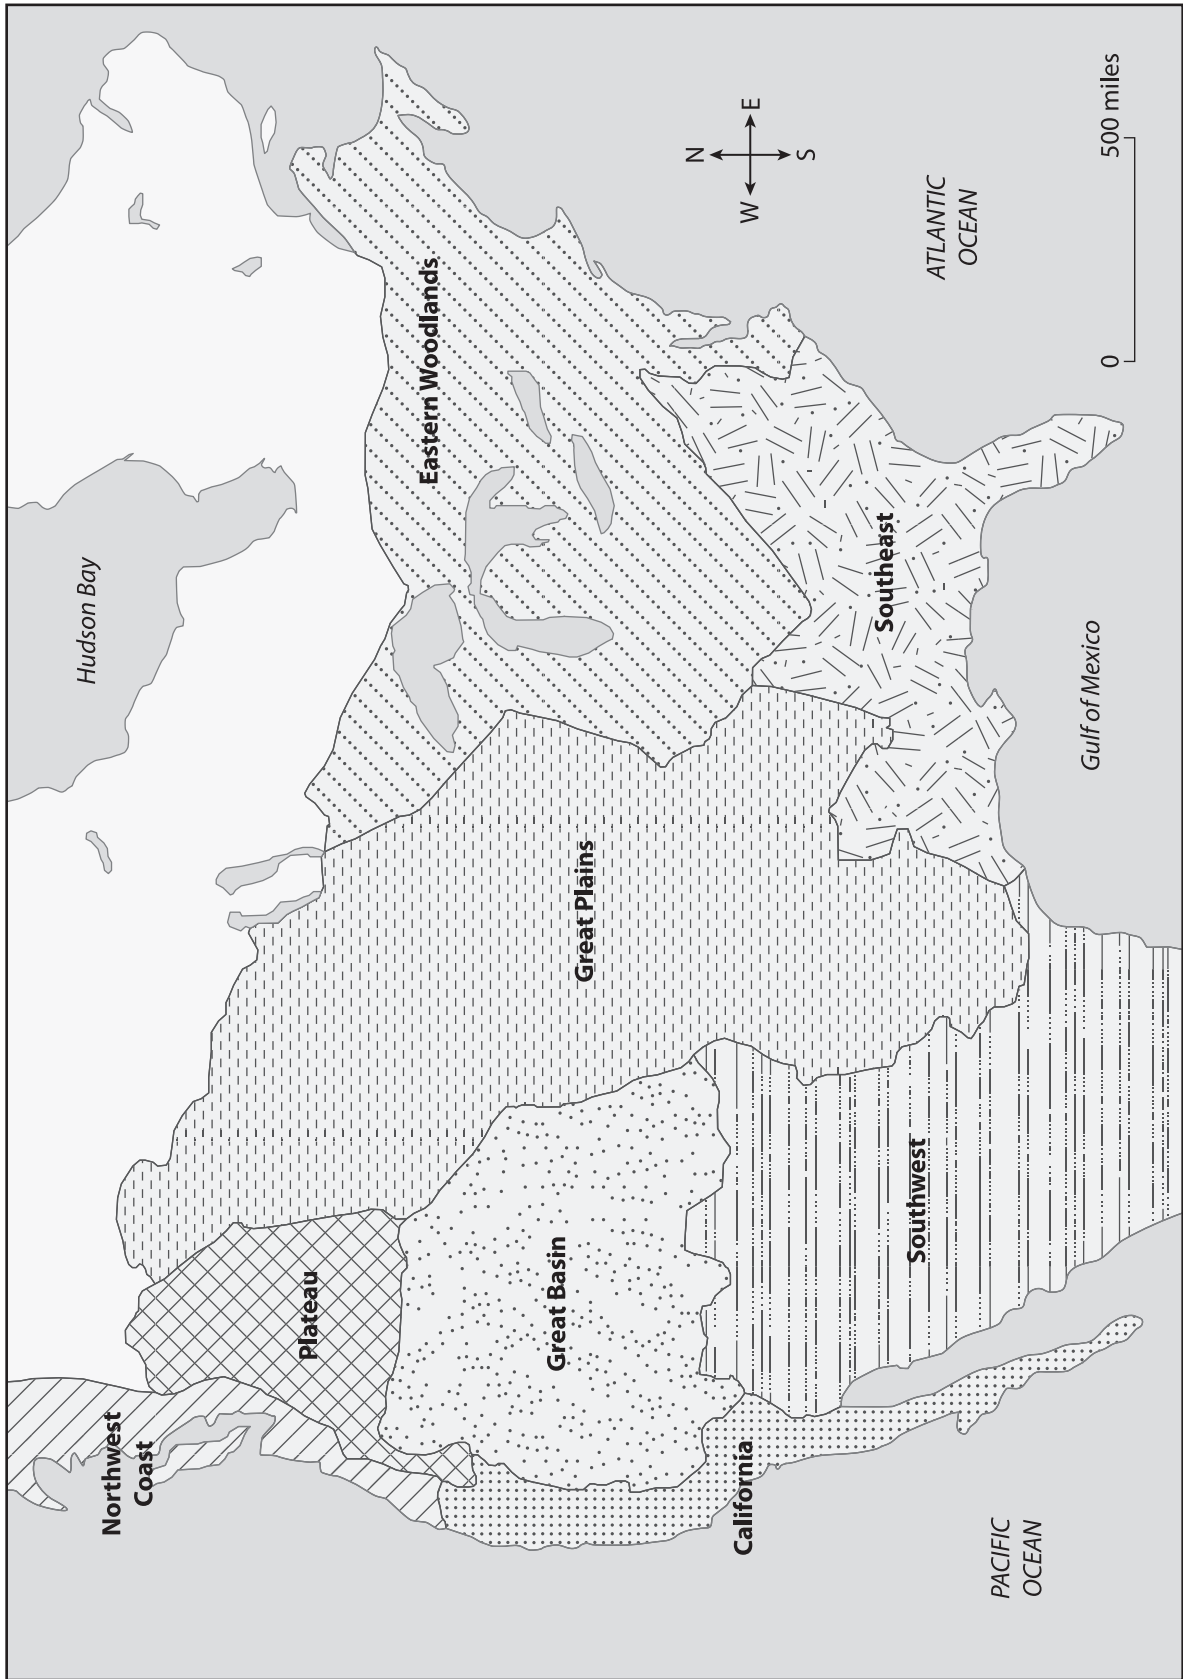 Hudson Bay
Northwest
Coast
Plateau
Great Plains
Eastern Woodlands
Great Basin
California
Southwest
Southeast
N
W
E
S
ATLANTIC
OCEAN
Gulf of Mexico
PACIFIC
OCEAN
0
500 miles